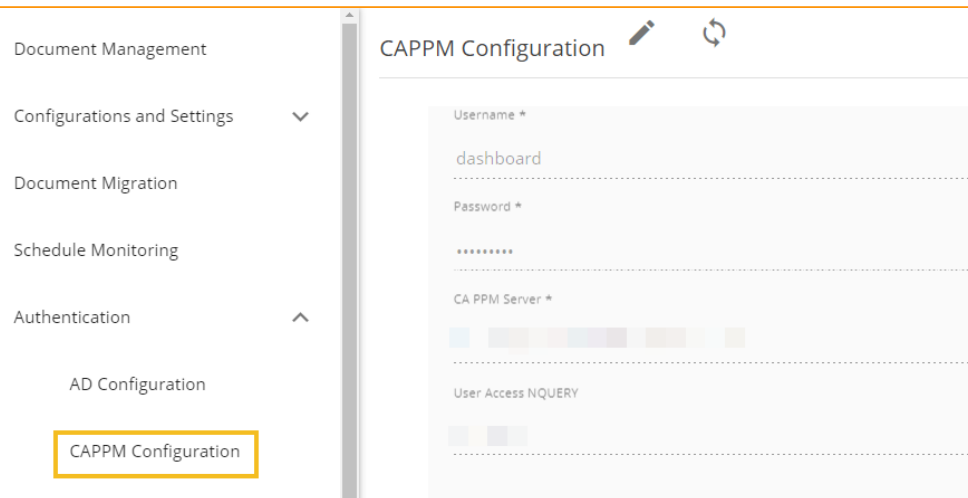 Document Management
Configurations and Settings
Document Migration
Schedule Monitoring
Authentication
AD Configuration
CAPPM Configuration
CAPPM Configuration
Username *
dashboard
Password *
•••••••••
CA PPM Server *
User Access NQUERY